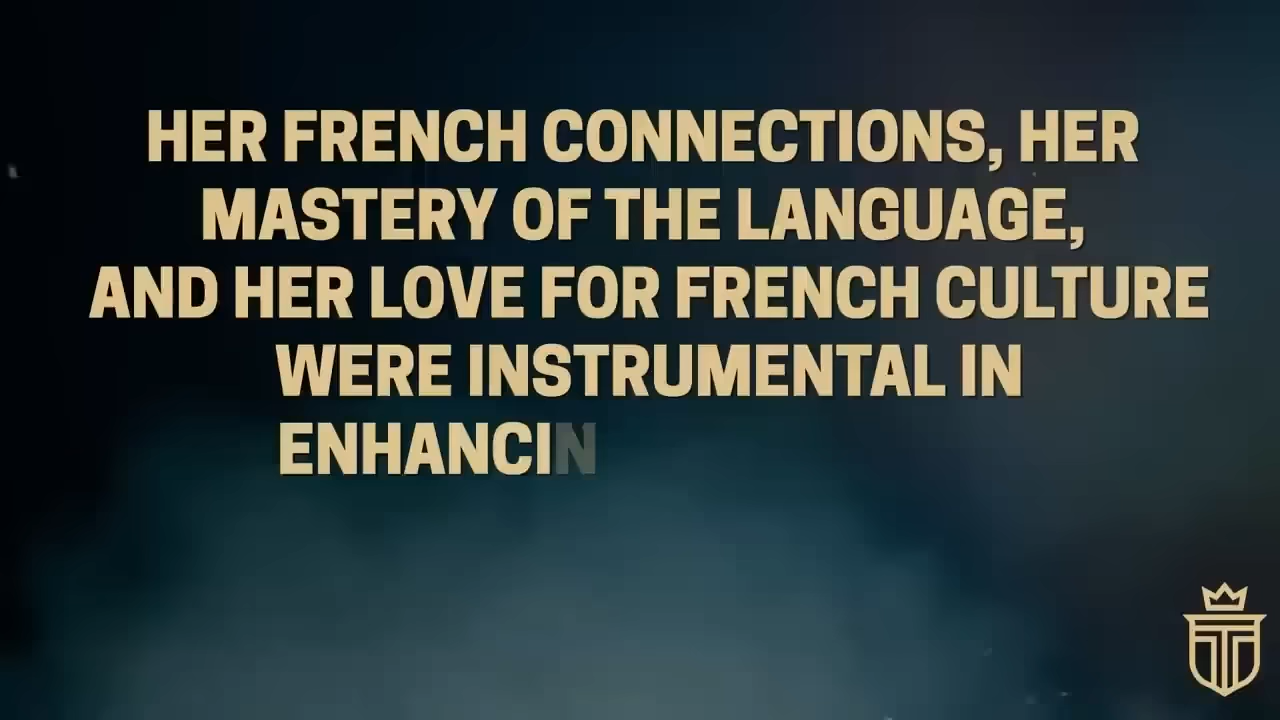 HER FRENCH CONNECTIONS, HER
MASTERY OF THE LANGUAGE,
AND HER LOVE FOR FRENCH CULTURE
WERE INSTRUMENTAL IN
ENHANCIN